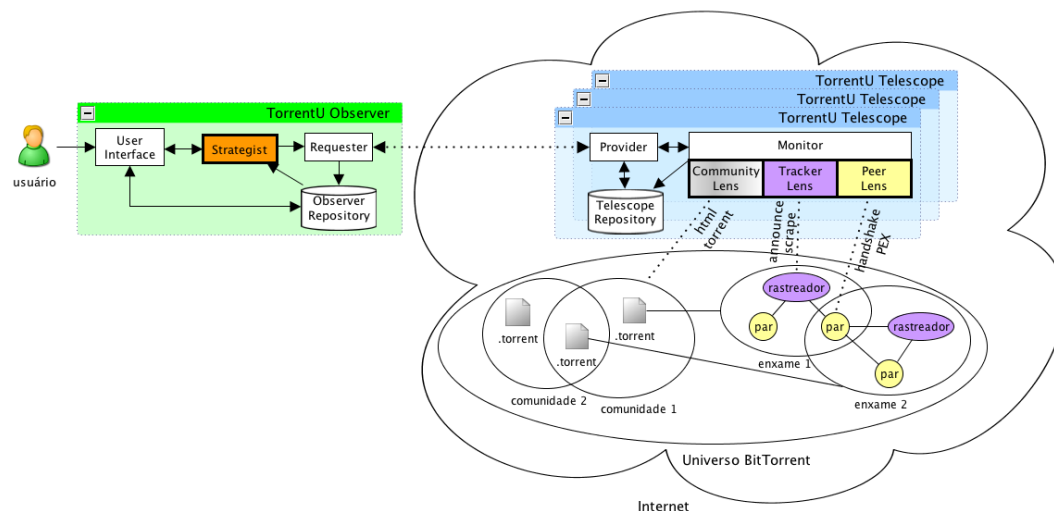 TorrentU Telescope
TorrentU Telescope
TorrentU Telescope
TorrentU Observer
usuário
User
Interface
Strategist
Requester
Observer
Repository
Provider
Monitor
Community
Lens
Tracker
Lens
Peer
Lens
Telescope
Repository
html
torrent
announce
scrape
handshake
PEX
.torrent
.torrent
.torrent
rastreador
par
par
rastreador
par
enxame 1
enxame 2
comunidade 2
comunidade 1
Universo BitTorrent
Internet